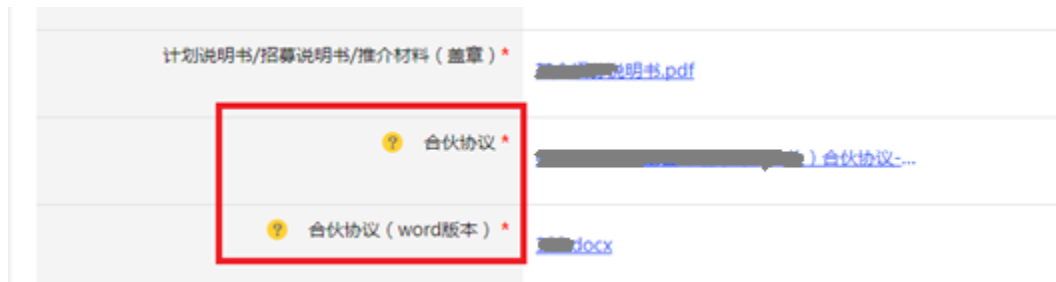 计划说明书/招募说明书/推介材料（盖章）*
说明书.pdf
? 合伙协议 *
）合伙协议-...
? 合伙协议（word版本）*
docx